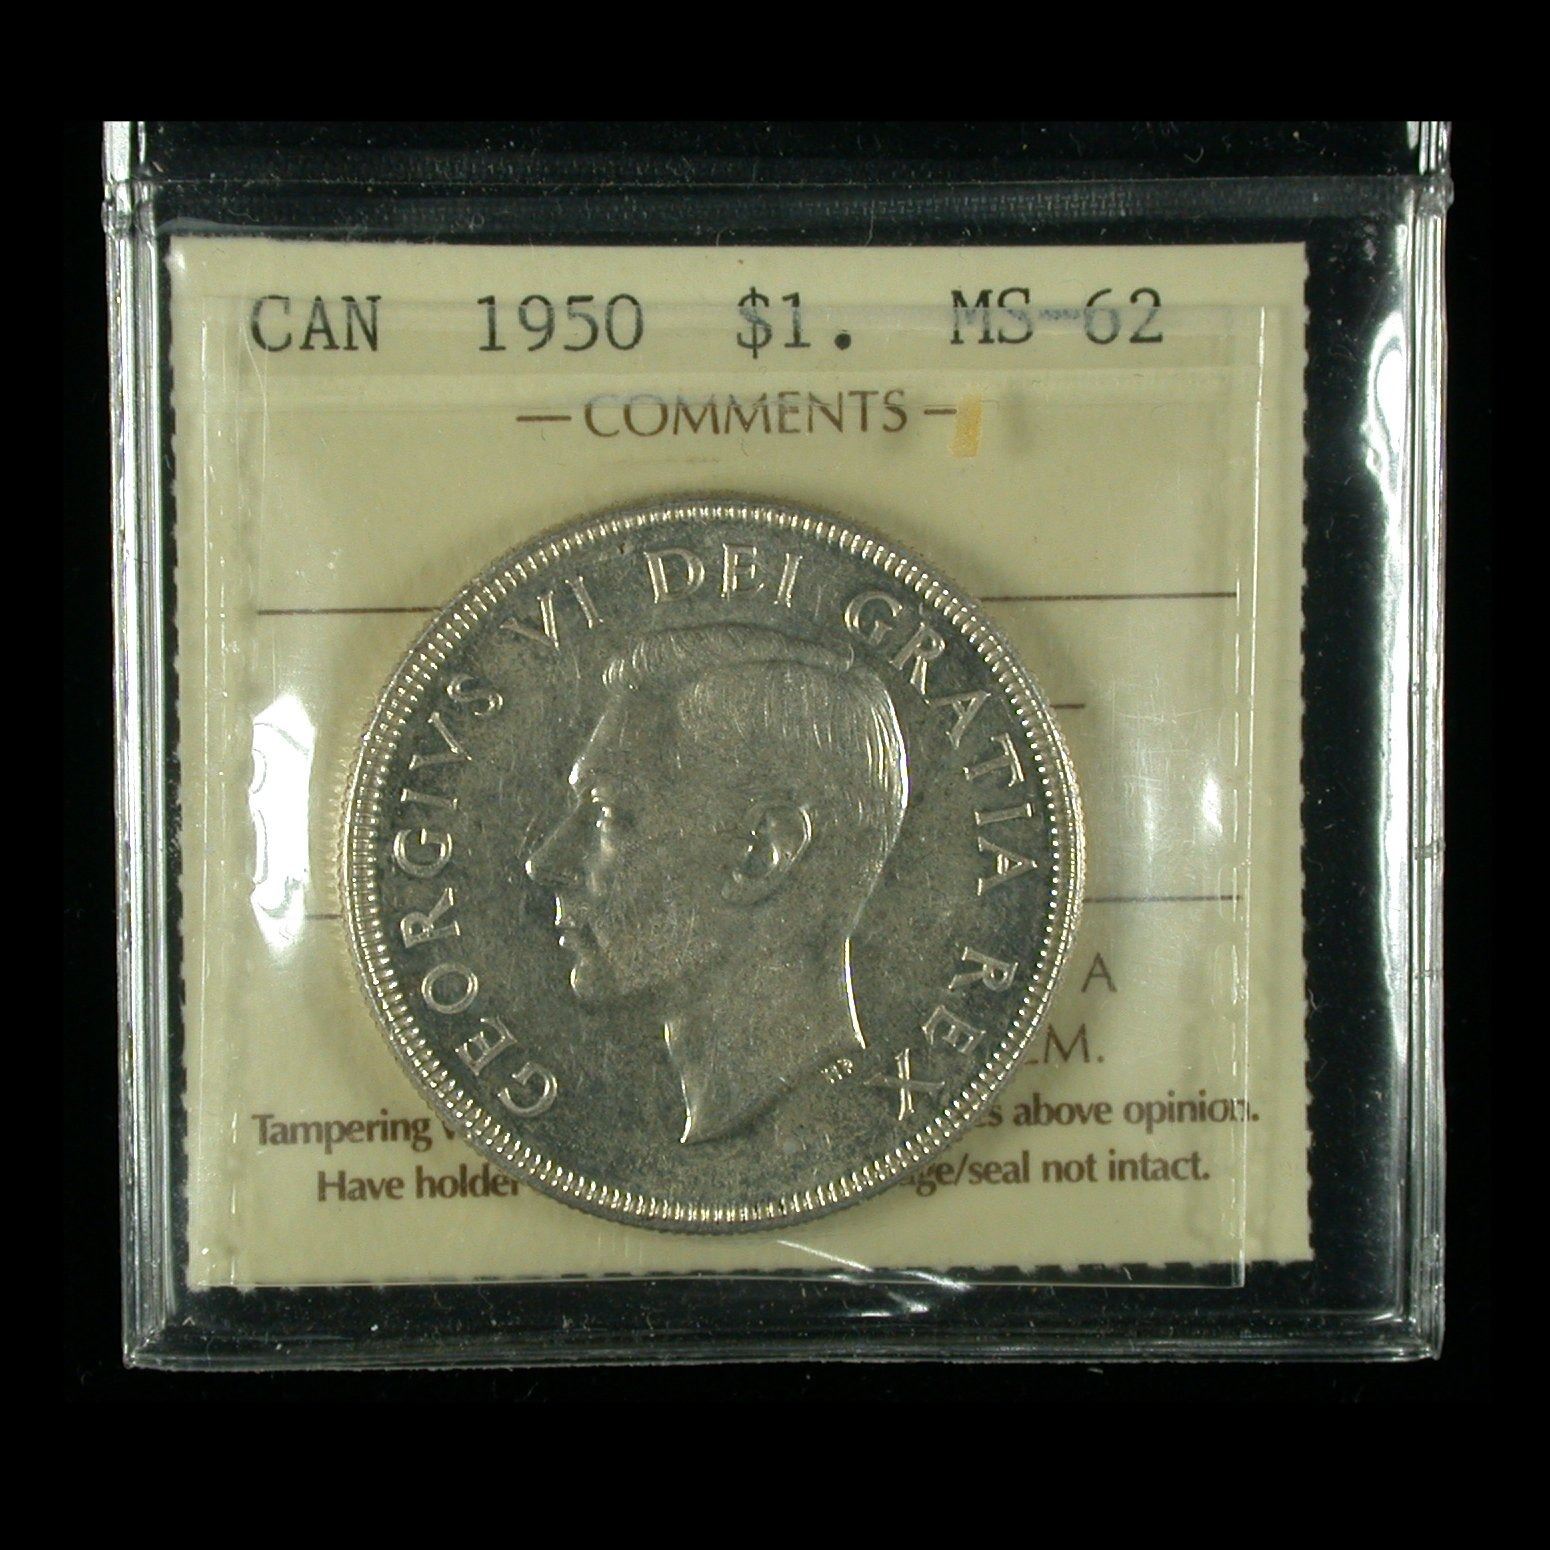 CAN 1950 $1. MS-62
— COMMENTS —
GEORGIVS VI DEI GRATIA REX
HP
A
Tampering above opinion.
Have holder /seal not intact.